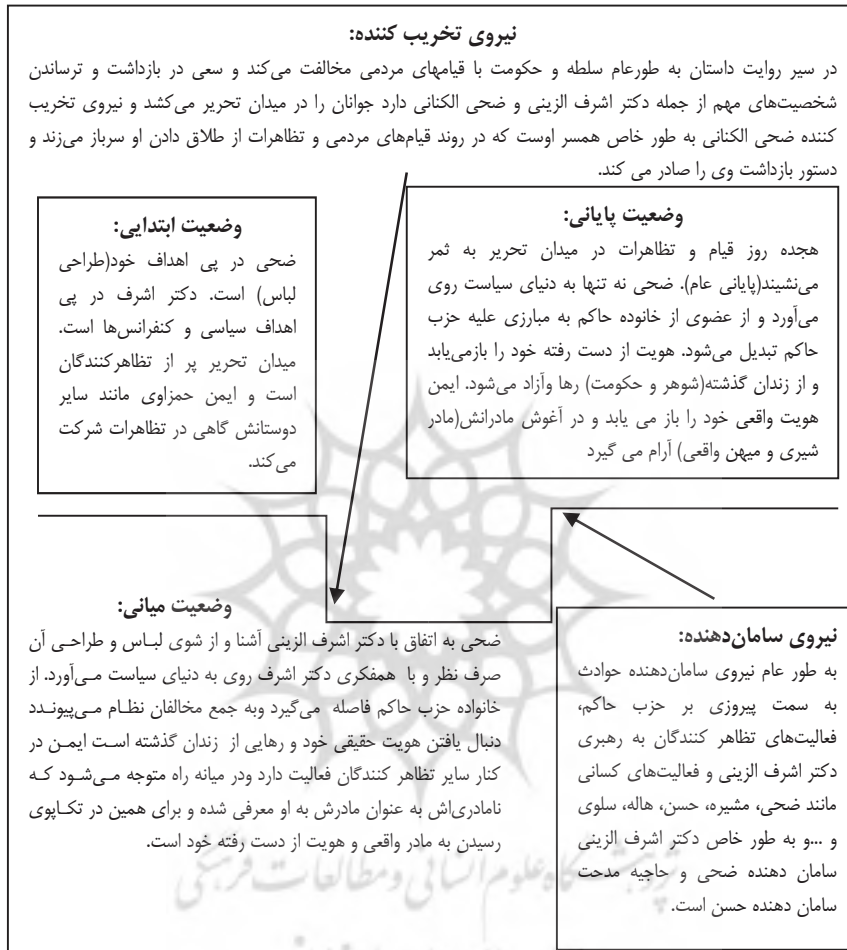 نیروی تخریب کننده:
در سیر روایت داستان به طورعام سلطه و حکومت با قیامهای مردمی مخالفت می‌کند و سعی در بازداشت و ترساندن
شخصیت‌های مهم از جمله دکتر اشرف الزینی و ضحی الکنانی دارد جوانان را در میدان تحریر می‌کشد و نیروی تخریب
کننده ضحی الکنانی به طور خاص همسر اوست که در روند قیام‌های مردمی و تظاهرات از طلاق دادن او سرباز می‌زند و
دستور بازداشت وی را صادر می کند.
وضعیت ابتدایی:
ضحی در پی اهداف خود(طراحی
لباس) است. دکتر اشرف در پی
اهداف سیاسی و کنفرانس‌ها است.
میدان تحریر پر از تظاهرکنندگان
است و ایمن حمزاوی مانند سایر
دوستانش گاهی در تظاهرات شرکت
می‌کند.
وضعیت پایانی:
هجده روز قیام و تظاهرات در میدان تحریر به ثمر
می‌نشیند(پایانی عام). ضحی نه تنها به دنیای سیاست روی
می‌آورد و از عضوی از خانوده حاکم به مبارزی علیه حزب
حاکم تبدیل می‌شود. هویت از دست رفته خود را بازمی‌یابد
و از زندان گذشته(شوهر و حکومت) رها وآزاد می‌شود. ایمن
هویت واقعی خود را باز می یابد و در آغوش مادرانش(مادر
شیری و میهن واقعی) آرام می گیرد
وضعیت میانی:
ضحی به اتفاق با دکتر اشرف الزینی آشنا و از شوی لباس و طراحی آن
صرف نظر و با همفکری دکتر اشرف روی به دنیای سیاست می‌آورد. از
خانواده حزب حاکم فاصله می‌گیرد وبه جمع مخالفان نظام می‌پیوندد
دنبال یافتن هویت حقیقی خود و رهایی از زندان گذشته است ایمن در
کنار سایر تظاهر کنندگان فعالیت دارد ودر میانه راه متوجه می‌شود که
نامادری‌اش به عنوان مادرش به او معرفی شده و برای همین در تکاپوی
رسیدن به مادر واقعی و هویت از دست رفته خود است.
نیروی سامان‌دهنده:
به طور عام نیروی سامان‌دهنده حوادث
به سمت پیروزی بر حزب حاکم،
فعالیت‌های تظاهر کنندگان به رهبری
دکتر اشرف الزینی و فعالیت‌های کسانی
مانند ضحی، مشیره، حسن، هاله، سلوی
و ...و به طور خاص دکتر اشرف الزینی
سامان دهنده ضحی و حاجیه مدحت
سامان دهنده حسن است.
پژوهشگاه علوم انسانی و مطالعات فرهنگی